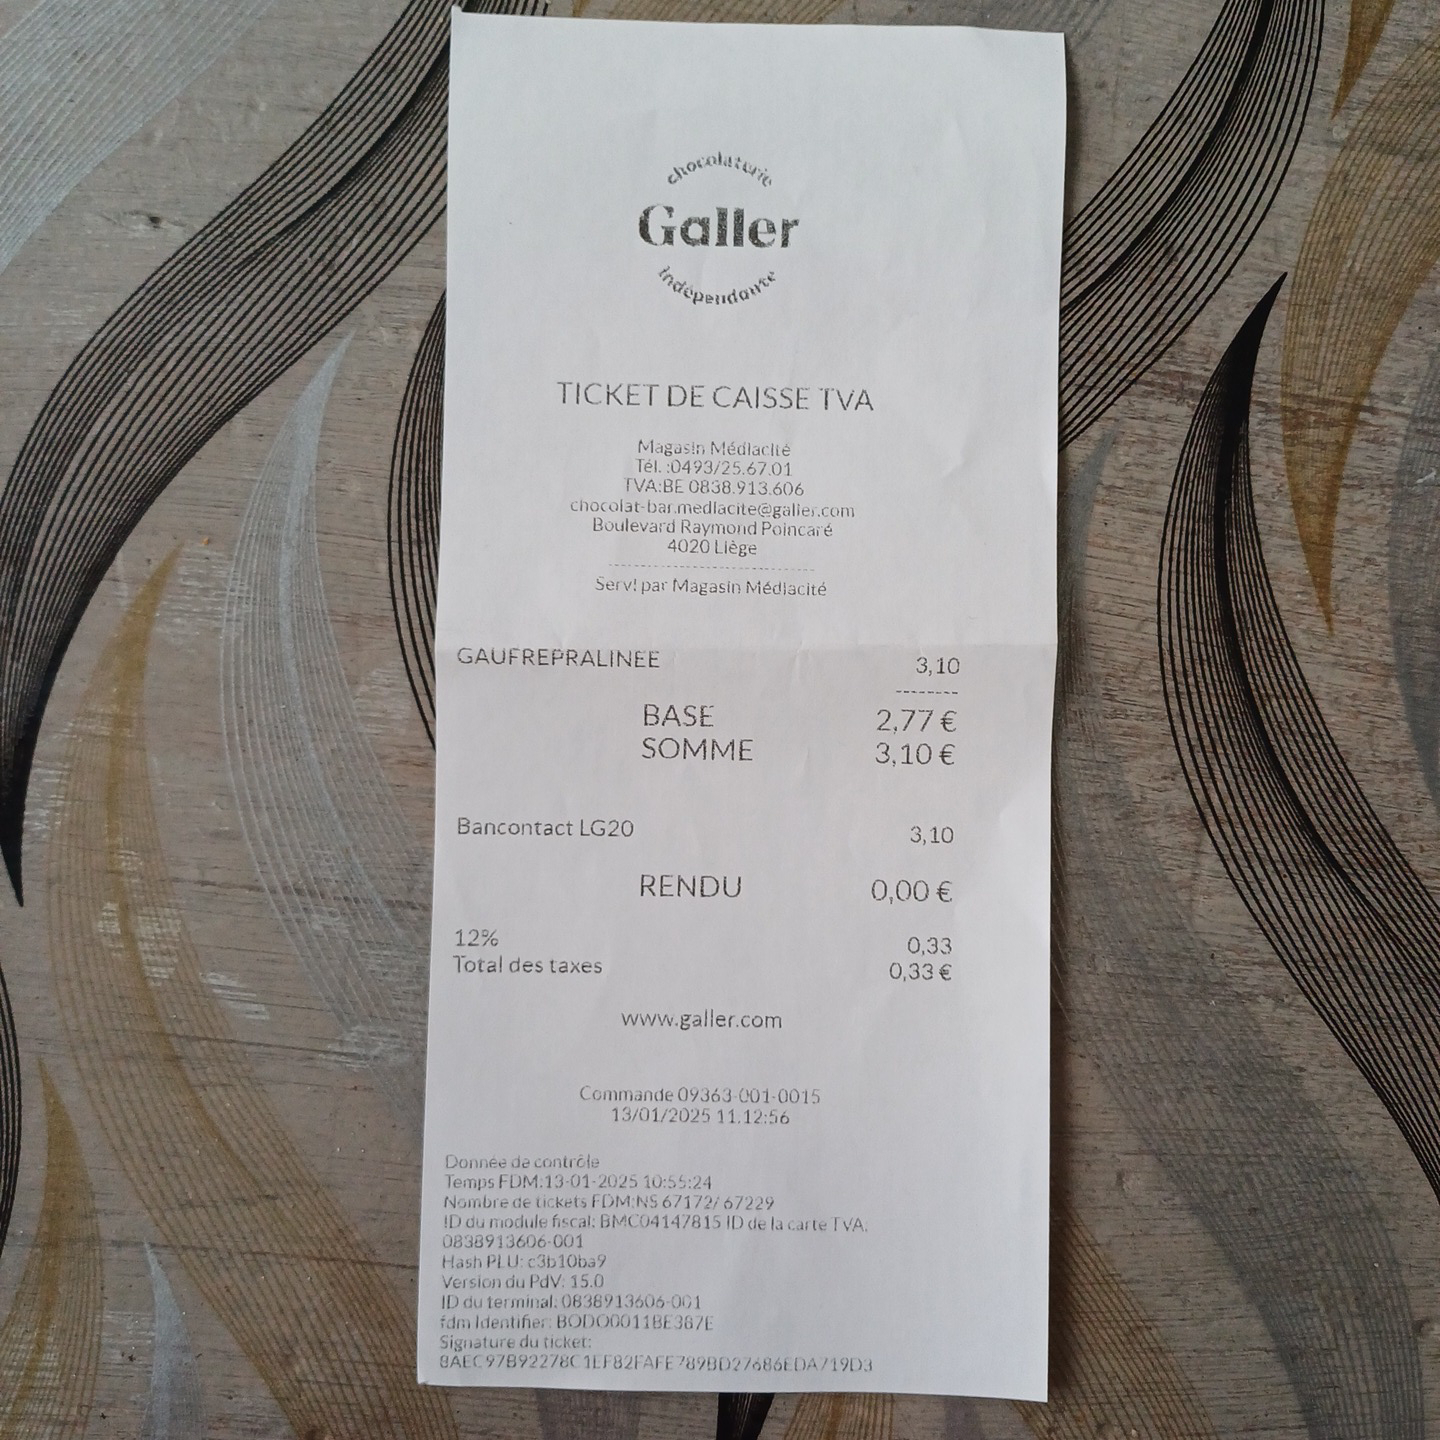 chocolaterie
Galler
indépendante
TICKET DE CAISSE TVA
Magasin Médiacité
Tél. :0493/25.67.01
TVA:BE 0838.913.606
chocolat-bar.mediacite@galler.com
Boulevard Raymond Poincaré
4020 Liège
Servi par Magasin Médiacité
GAUFREPRALINEE 3,10
BASE 2,77 €
SOMME 3,10 €
Bancontact LG20 3,10
RENDU 0,00 €
12% 0,33
Total des taxes 0,33 €
www.galler.com
Commande 09363-001-0015
13/01/2025 11.12:56
Donnée de contrôle
Temps FDM:13-01-2025 10:55:24
Nombre de tickets FDM:NS 67172/ 67229
ID du module fiscal: BMC04147815 ID de la carte TVA:
0838913606-001
Hash PLU: c3b10ba9
Version du PdV: 15.0
ID du terminal: 0838913606-001
fdm Identifier: BODO0011BE387E
Signature du ticket:
8AEC97B92278C1EF82FAFE789BD27686EDA719D3